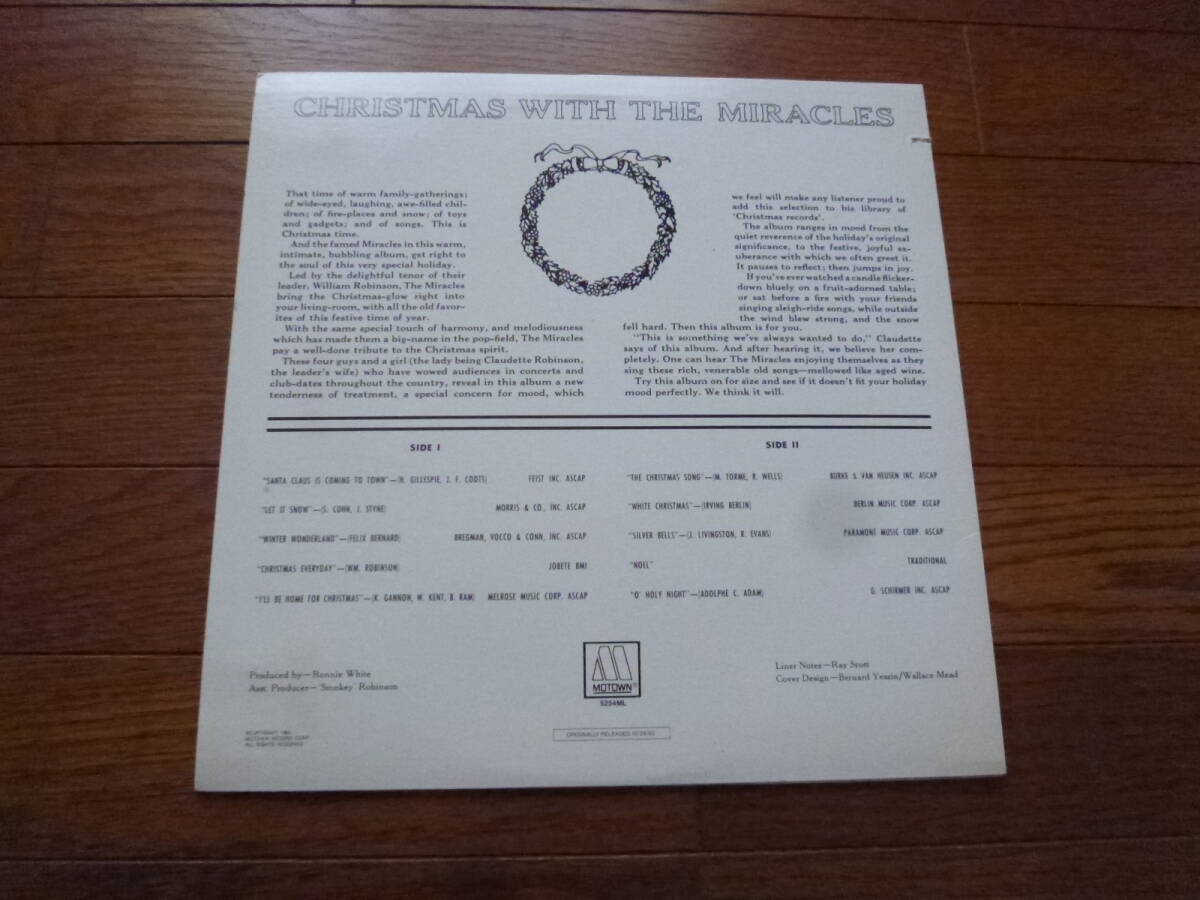 CHRISTMAS WITH THE MIRACLES
That time of warm family-gatherings;
of wide-eyed, laughing, awe-filled chil-
dren; of fire-places and snow; of toys
and gadgets; and of songs. This is
Christmas time.
And the famed Miracles in this warm,
intimate, bubbling album, get right to
the soul of this very special holiday.
Led by the delightful tenor of their
leader, William Robinson, The Miracles
bring the Christmas-glow right into
your living-room, with all the old favor-
ites of this festive time of year.
With the same special touch of harmony, and melodiousness
which has made them a big-name in the pop-field, The Miracles
pay a well-done tribute to the Christmas spirit.
These four guys and a girl (the lady being Claudette Robinson,
the leader's wife) who have wowed audiences in concerts and
club-dates throughout the country, reveal in this album a new
tenderness of treatment, a special concern for mood, which
we feel will make any listener proud to
add this selection to his library of
'Christmas records'.
The album ranges in mood from the
quiet reverence of the holiday's original
significance, to the festive, joyful ex-
uberance with which we often greet it.
It pauses to reflect; then jumps in joy.
If you've ever watched a candle flicker-
down bluely on a fruit-adorned table;
or sat before a fire with your friends
singing sleigh-ride songs, while outside
the wind blew strong, and the snow
fell hard. Then this album is for you.
"This is something we've always wanted to do," Claudette
says of this album. And after hearing it, we believe her com-
pletely. One can hear The Miracles enjoying themselves as they
sing these rich, venerable old songs—mellowed like aged wine.
Try this album on for size and see if it doesn't fit your holiday
mood perfectly. We think it will.
SIDE I
"SANTA CLAUS IS COMING TO TOWN"—(H. GILLESPIE, J. F. COOTS) FEIST INC. ASCAP
"LET IT SNOW"—(S. COHN, J. STYNE) MORRIS & CO., INC. ASCAP
"WINTER WONDERLAND"—(FELIX BERNARD) BREGMAN, VOCCO & CONN, INC. ASCAP
"CHRISTMAS EVERYDAY"—(WM. ROBINSON) JOBETE BMI
"I'LL BE HOME FOR CHRISTMAS"—(K. GANNON, W. KENT, B. RAM) MELROSE MUSIC CORP. ASCAP
SIDE II
"THE CHRISTMAS SONG"—(M. TORME, R. WELLS) BURKE & VAN HEUSEN INC. ASCAP
"WHITE CHRISTMAS"—(IRVING BERLIN) BERLIN MUSIC CORP. ASCAP
"SILVER BELLS"—(J. LIVINGSTON, R. EVANS) PARAMONT MUSIC CORP. ASCAP
"NOEL" TRADITIONAL
"O' HOLY NIGHT"—(ADOLPHE C. ADAM) G. SCHIRMER INC. ASCAP
Produced by—Ronnie White
Asst Producer—'Smokey' Robinson
MOTOWN®
5254ML
Liner Notes—Ray Scott
Cover Design—Bernard Yeszin/Wallace Mead
MOTOWN RECORD CORP.
ALL RIGHTS RESERVED
ORIGINALLY RELEASED